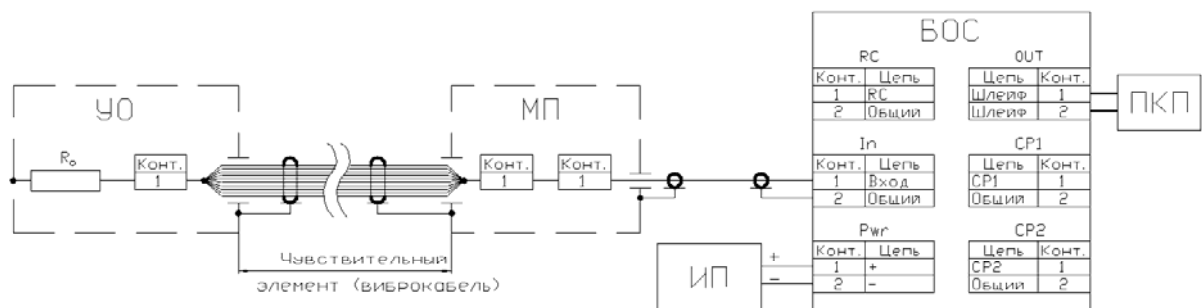 БОС
RC OUT
Конт. Цепь Цепь Конт.
1 RC Шлейф 1
2 Общий Шлейф 2
ПКП
УО МП
R₀ Конт. Конт. Конт.
1 1 1
In CP1
Конт. Цепь Цепь Конт.
1 Вход CP1 1
2 Общий Общий 2
Чувствительный
элемент (виброкабель)
Pwr CP2
Конт. Цепь Цепь Конт.
ИП + 1 + CP2 1
- 2 - Общий 2